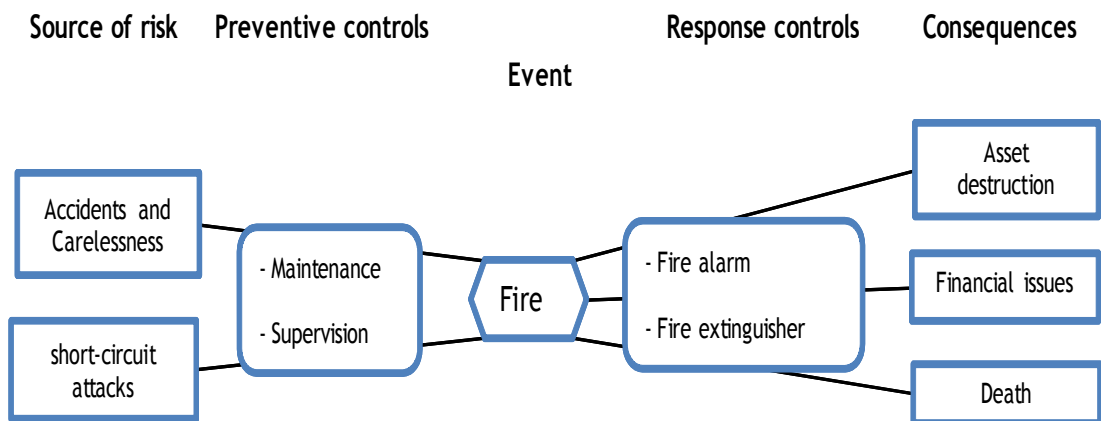 Source of risk
Preventive controls
Response controls
Consequences
Event
Accidents and
Carelessness
short-circuit
attacks
- Maintenance
- Supervision
Fire
- Fire alarm
- Fire extinguisher
Asset
destruction
Financial issues
Death